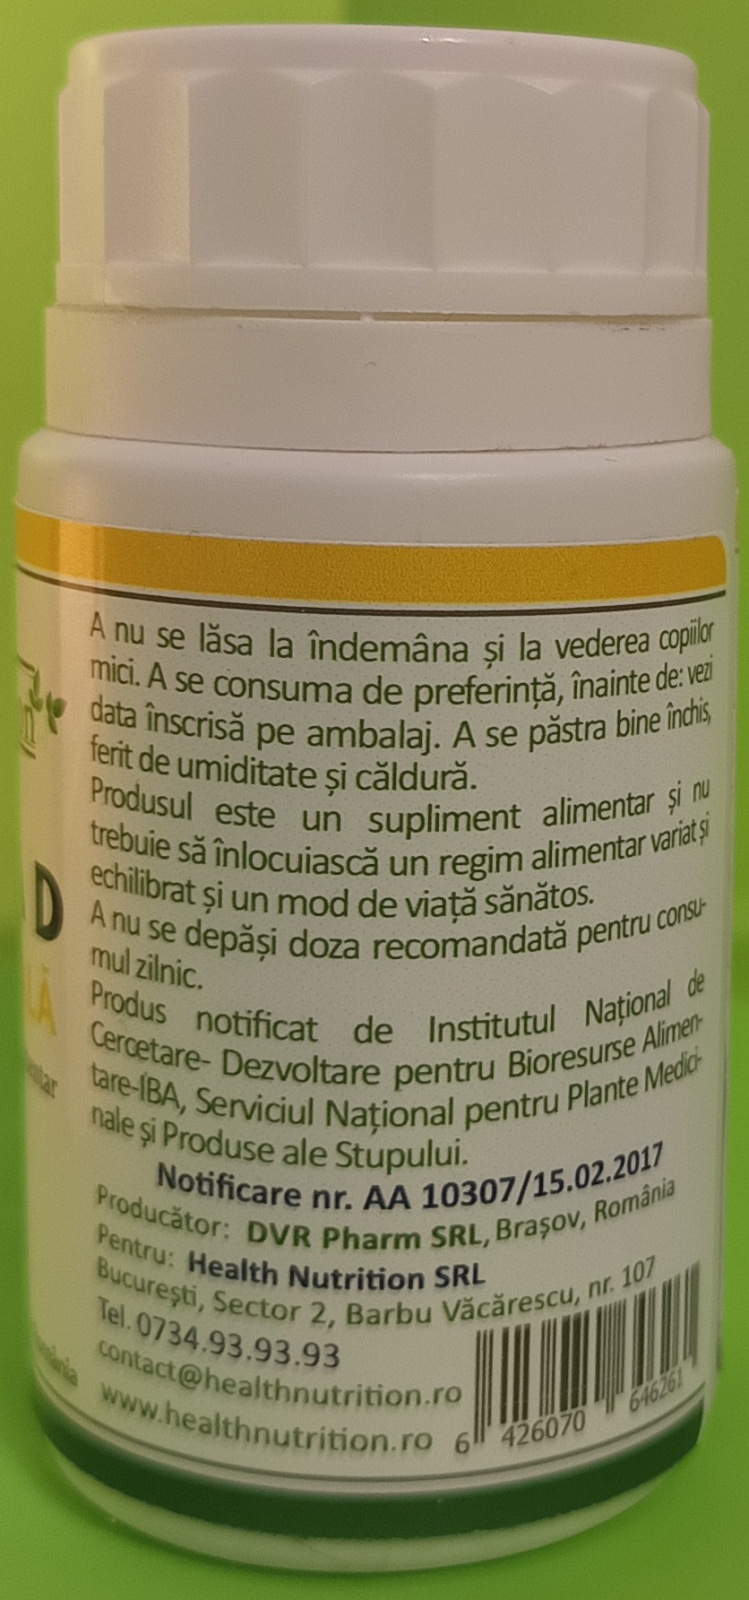 A nu se lăsa la îndemâna și la vederea copiilor
mici. A se consuma de preferință, înainte de: vezi
data înscrisă pe ambalaj. A se păstra bine închis,
ferit de umiditate și căldură.
Produsul este un supliment alimentar și nu
trebuie să înlocuiască un regim alimentar variat și
echilibrat și un mod de viață sănătos.
A nu se depăși doza recomandată pentru consu-
mul zilnic.
Produs notificat de Institutul Național de
Cercetare- Dezvoltare pentru Bioresurse Alimen-
tare-IBA, Serviciul Național pentru Plante Medici-
nale și Produse ale Stupului.
Notificare nr. AA 10307/15.02.2017
Producător: DVR Pharm SRL, Brașov, România
Pentru: Health Nutrition SRL
București, Sector 2, Barbu Văcărescu, nr. 107
Tel. 0734.93.93.93
contact@healthnutrition.ro
www.healthnutrition.ro
6 426070 646261
D